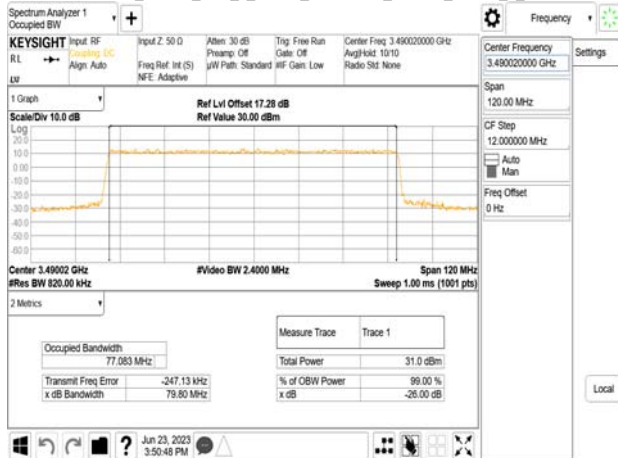 Spectrum Analyzer 1
Occupied BW
+
Frequency
KEYSIGHT Input: RF
RL
Coupling: DC
Align: Auto
LW
Input Z: 50 Ω
Freq Ref: Int (S)
NFE: Adaptive
Atten: 30 dB
Preamp: Off
µW Path: Standard
Trig: Free Run
Gate: Off
#IF Gain: Low
Center Freq: 3.490020000 GHz
Avg|Hold: 10/10
Radio Std: None
Center Frequency
3.490020000 GHz
Settings
Span
120.00 MHz
CF Step
12.000000 MHz
Auto
Man
Freq Offset
0 Hz
Local
1 Graph
Scale/Div 10.0 dB
Ref Lvl Offset 17.28 dB
Ref Value 30.00 dBm
Log
20.0
10.0
0.00
-10.0
-20.0
-30.0
-40.0
-50.0
-60.0
Center 3.49002 GHz
#Res BW 820.00 kHz
#Video BW 2.4000 MHz
Span 120 MHz
Sweep 1.00 ms (1001 pts)
2 Metrics
Measure Trace Trace 1
Occupied Bandwidth
77.083 MHz
Total Power 31.0 dBm
Transmit Freq Error -247.13 kHz
% of OBW Power 99.00 %
x dB Bandwidth 79.80 MHz
x dB -26.00 dB
?
Jun 23, 2023
3:50:48 PM